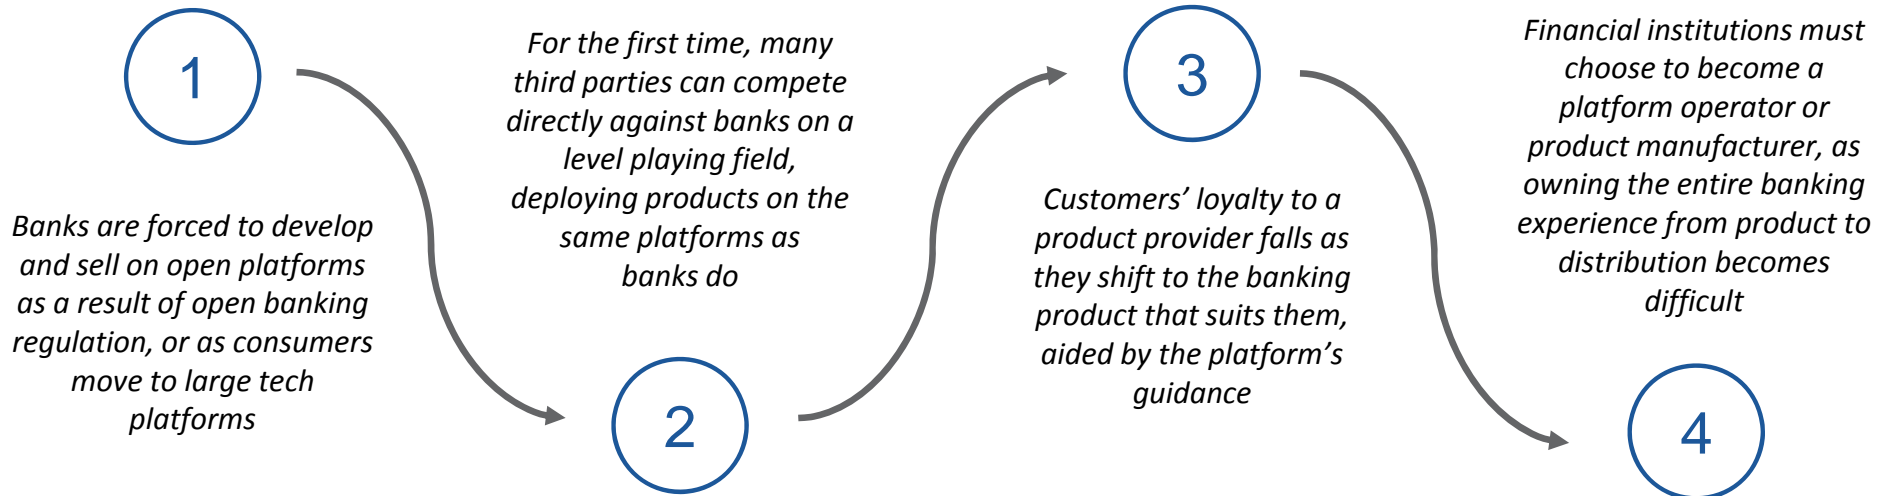 1
Banks are forced to develop
and sell on open platforms
as a result of open banking
regulation, or as consumers
move to large tech
platforms
For the first time, many
third parties can compete
directly against banks on a
level playing field,
deploying products on the
same platforms as
banks do
2
3
Customers’ loyalty to a
product provider falls as
they shift to the banking
product that suits them,
aided by the platform’s
guidance
Financial institutions must
choose to become a
platform operator or
product manufacturer, as
owning the entire banking
experience from product to
distribution becomes
difficult
4